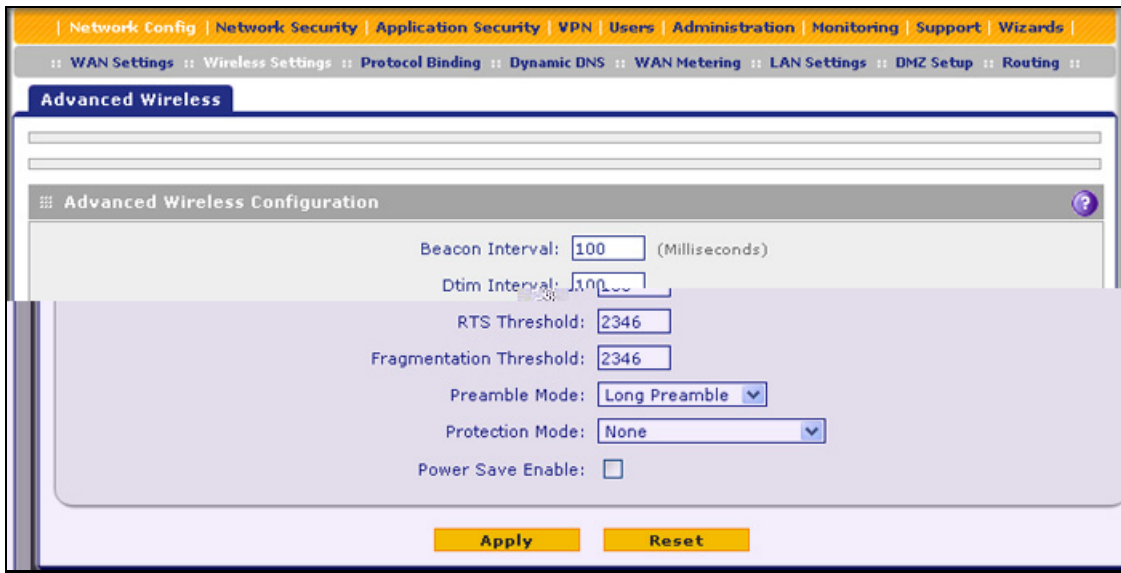 | Network Config | Network Security | Application Security | VPN | Users | Administration | Monitoring | Support | Wizards |
:: WAN Settings :: Wireless Settings :: Protocol Binding :: Dynamic DNS :: WAN Metering :: LAN Settings :: DMZ Setup :: Routing ::
Advanced Wireless
Advanced Wireless Configuration ?
Beacon Interval: 100 (Milliseconds)
Dtim Interval:
RTS Threshold: 2346
Fragmentation Threshold: 2346
Preamble Mode: Long Preamble
Protection Mode: None
Power Save Enable:
Apply Reset